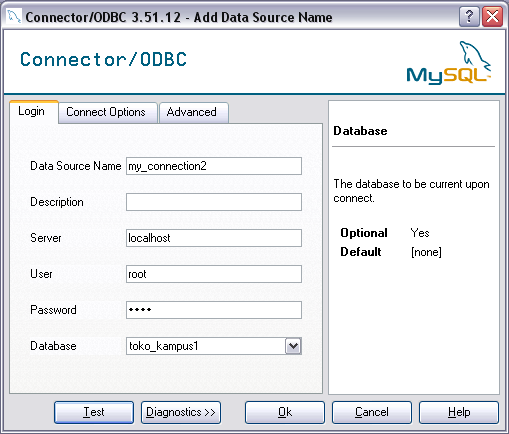 Connector/ODBC 3.51.12 - Add Data Source Name
Connector/ODBC
MySQL
Login
Connect Options
Advanced
Data Source Name my_connection2
Description
Server localhost
User root
Password ••••
Database toko_kampus1
Database
The database to be current upon
connect.
Optional Yes
Default [none]
Test
Diagnostics >>
Ok
Cancel
Help